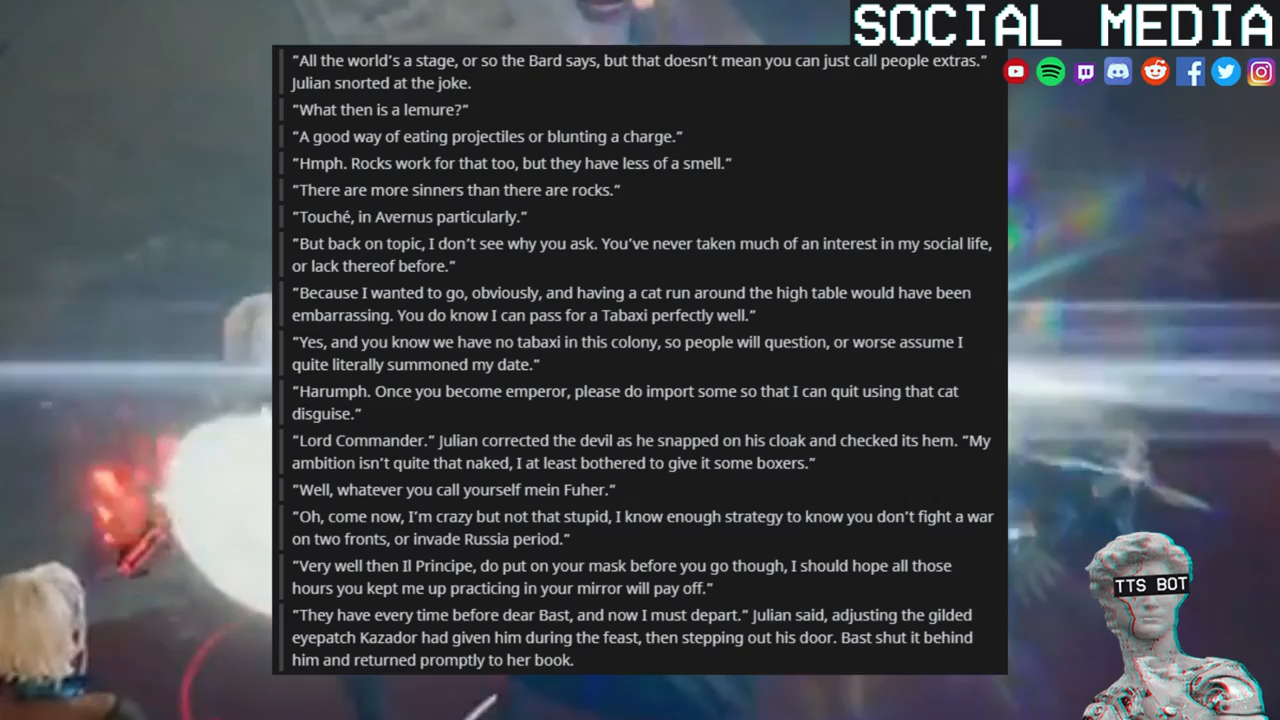 SOCIAL MEDIA
"All the world's a stage, or so the Bard says, but that doesn't mean you can just call people extras."
Julian snorted at the joke.
"What then is a lemure?"
"A good way of eating projectiles or blunting a charge."
"Hmph. Rocks work for that too, but they have less of a smell."
"There are more sinners than there are rocks."
"Touché, in Avernus particularly."
"But back on topic, I don't see why you ask. You've never taken much of an interest in my social life,
or lack thereof before."
"Because I wanted to go, obviously, and having a cat run around the high table would have been
embarrassing. You do know I can pass for a Tabaxi perfectly well."
"Yes, and you know we have no tabaxi in this colony, so people will question, or worse assume I
quite literally summoned my date."
"Harumph. Once you become emperor, please do import some so that I can quit using that cat
disguise."
"Lord Commander." Julian corrected the devil as he snapped on his cloak and checked its hem. "My
ambition isn't quite that naked, I at least bothered to give it some boxers."
"Well, whatever you call yourself mein Fuher."
"Oh, come now, I'm crazy but not that stupid, I know enough strategy to know you don't fight a war
on two fronts, or invade Russia period."
"Very well then Il Principe, do put on your mask before you go though, I should hope all those
hours you kept me up practicing in your mirror will pay off."
"They have every time before dear Bast, and now I must depart." Julian said, adjusting the gilded
eyepatch Kazador had given him during the feast, then stepping out his door. Bast shut it behind
him and returned promptly to her book.
TTS BOT